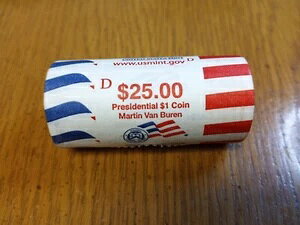 www.usmint.gov D
D
$25.00
Presidential $1 Coin
Martin Van Buren